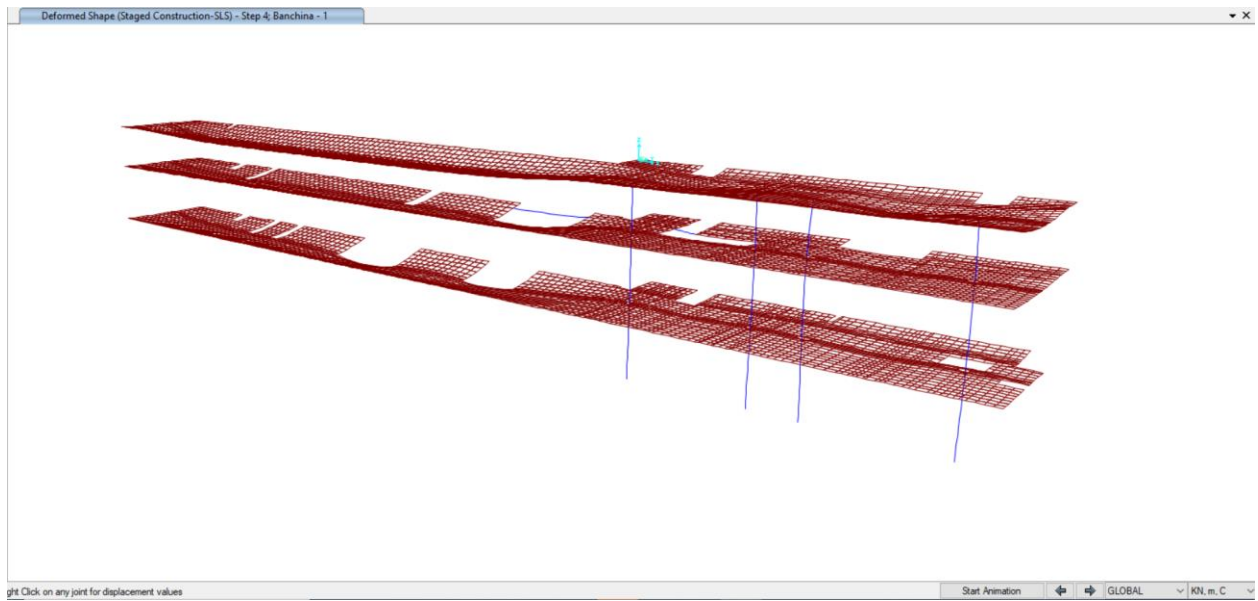 Deformed Shape (Staged Construction-SLS) - Step 4; Banchina - 1
ght Click on any joint for displacement values
Start Animation
GLOBAL
KN, m, C